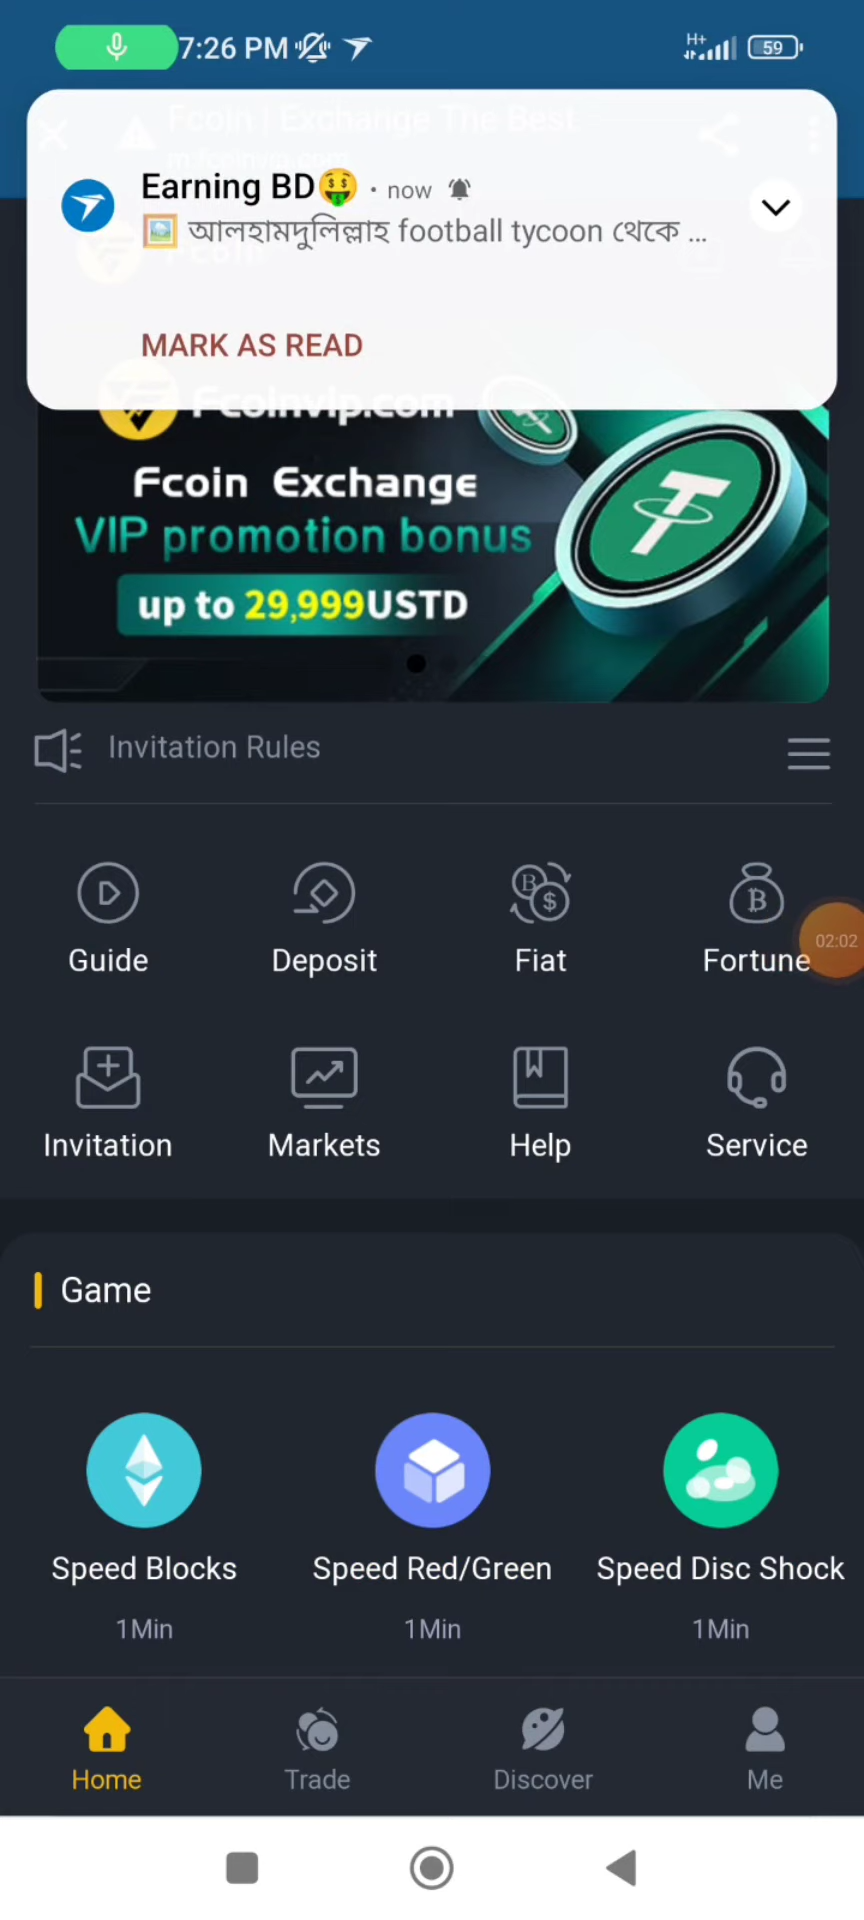 7:26 PM
H+
59
Fcoin | Exchange The Best
Earning BD🤑 • now
🖼️ আলহামদুলিল্লাহ football tycoon থেকে ...
MARK AS READ
Fcoinvip.com
Fcoin Exchange
VIP promotion bonus
up to 29,999USTD
Invitation Rules
Guide
Deposit
Fiat
Fortune
02:02
Invitation
Markets
Help
Service
Game
Speed Blocks
Speed Red/Green
Speed Disc Shock
1Min
1Min
1Min
Home
Trade
Discover
Me